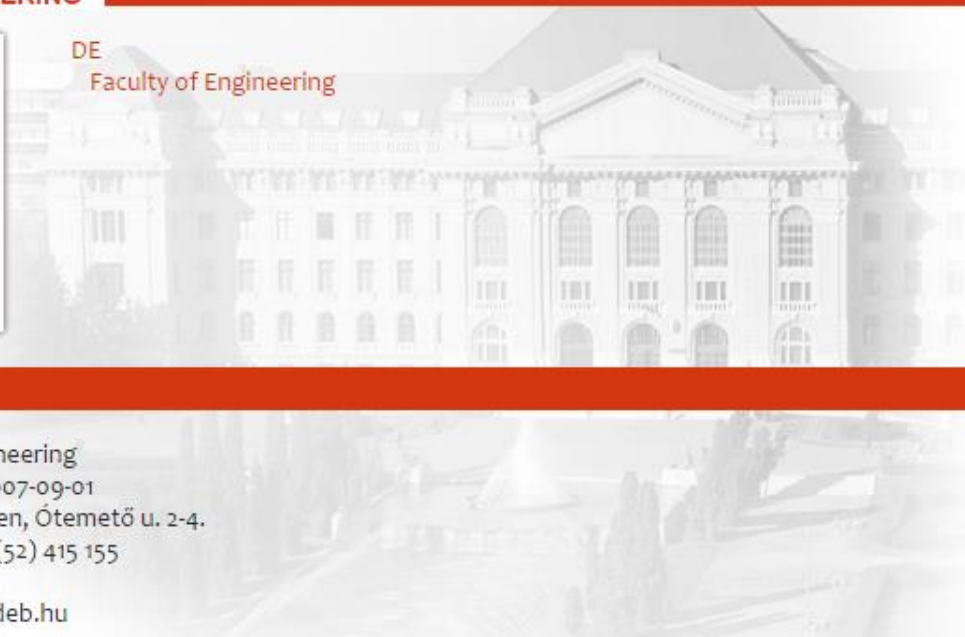 DE
Faculty of Engineering
neering
007-09-01
en, Ótemető u. 2-4.
(52) 415 155
deb.hu